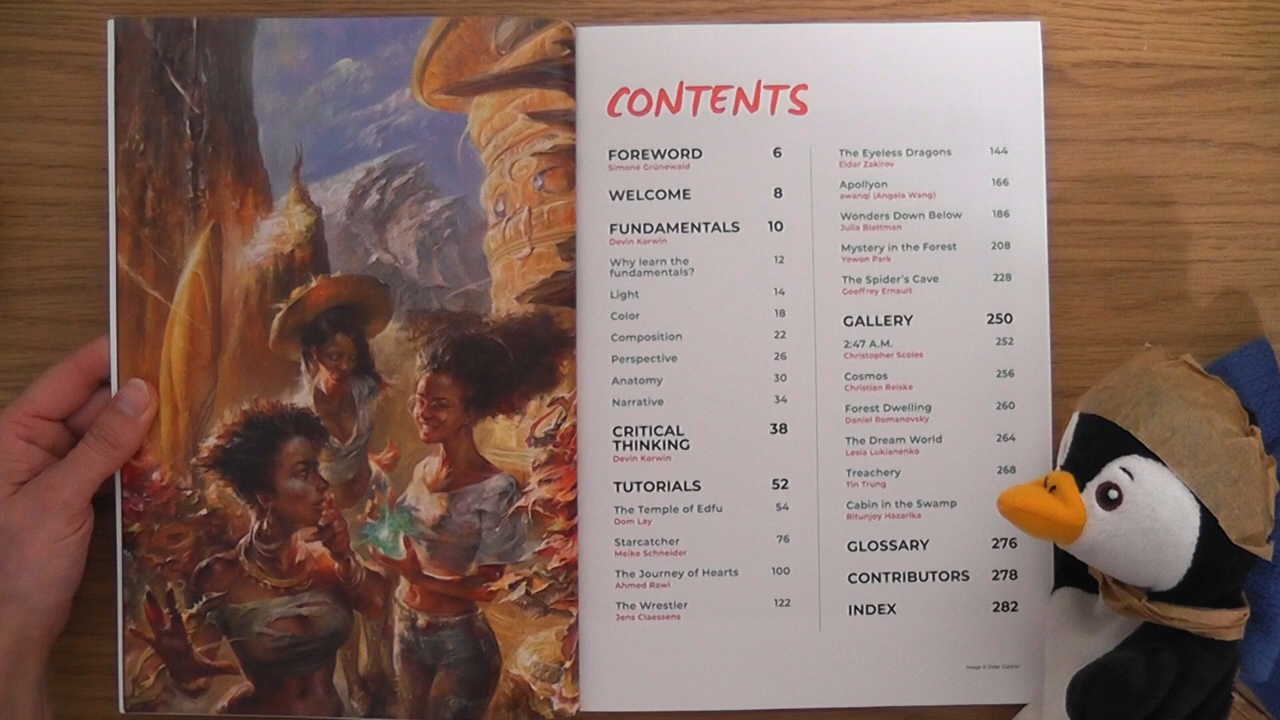 CONTENTS
FOREWORD 6
Simone Grünewald
WELCOME 8
FUNDAMENTALS 10
Devin Korwin
Why learn the
fundamentals? 12
Light 14
Color 18
Composition 22
Perspective 26
Anatomy 30
Narrative 34
CRITICAL
THINKING 38
Devin Korwin
TUTORIALS 52
The Temple of Edfu 54
Dom Lay
Starcatcher 76
Meike Schneider
The Journey of Hearts 100
Ahmed Rawi
The Wrestler 122
Jens Claessens
The Eyeless Dragons 144
Eldar Zakirov
Apollyon 166
awanqi (Angela Wang)
Wonders Down Below 186
Julia Blattman
Mystery in the Forest 208
Yewon Park
The Spider's Cave 228
Geoffrey Ernault
GALLERY 250
2:47 A.M. 252
Christopher Scoles
Cosmos 256
Christian Reiske
Forest Dwelling 260
Daniel Romanovsky
The Dream World 264
Lesia Lukianenko
Treachery 268
Tin Trung
Cabin in the Swamp
Ritunjoy Hazarika
GLOSSARY 276
CONTRIBUTORS 278
INDEX 282
Image © Eldar Zakirov